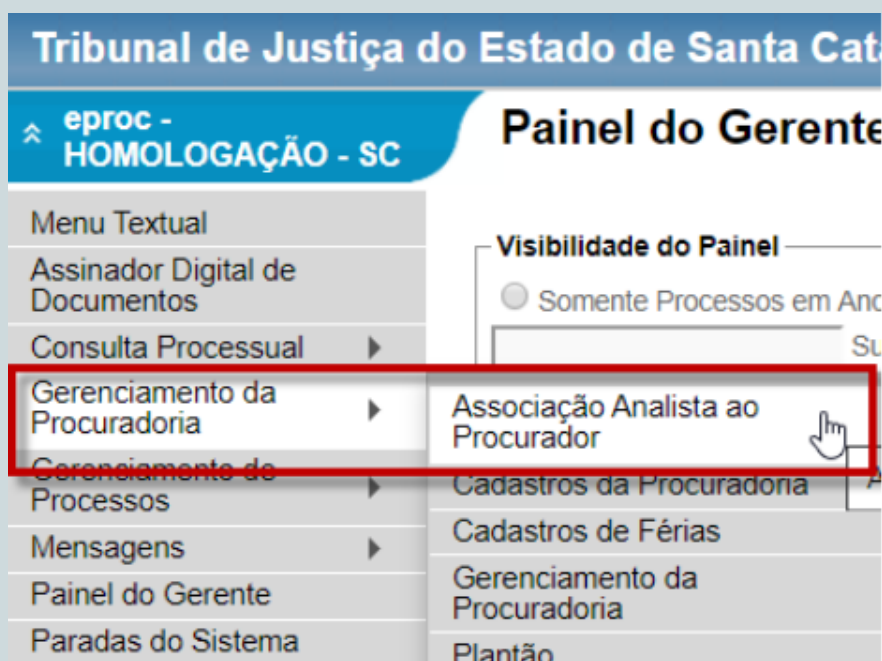 Tribunal de Justiça do Estado de Santa
eproc -
HOMOLOGAÇÃO - SC
Painel do Gerente
Menu Textual
Assinador Digital de
Documentos
Consulta Processual
Gerenciamento da
Procuradoria
Gerenciamento de
Processos
Mensagens
Painel do Gerente
Paradas do Sistema
Visibilidade do Painel
Somente Processos em
Associação Analista ao
Procurador
Cadastros da Procuradoria
Cadastros de Férias
Gerenciamento da
Procuradoria
Plantão